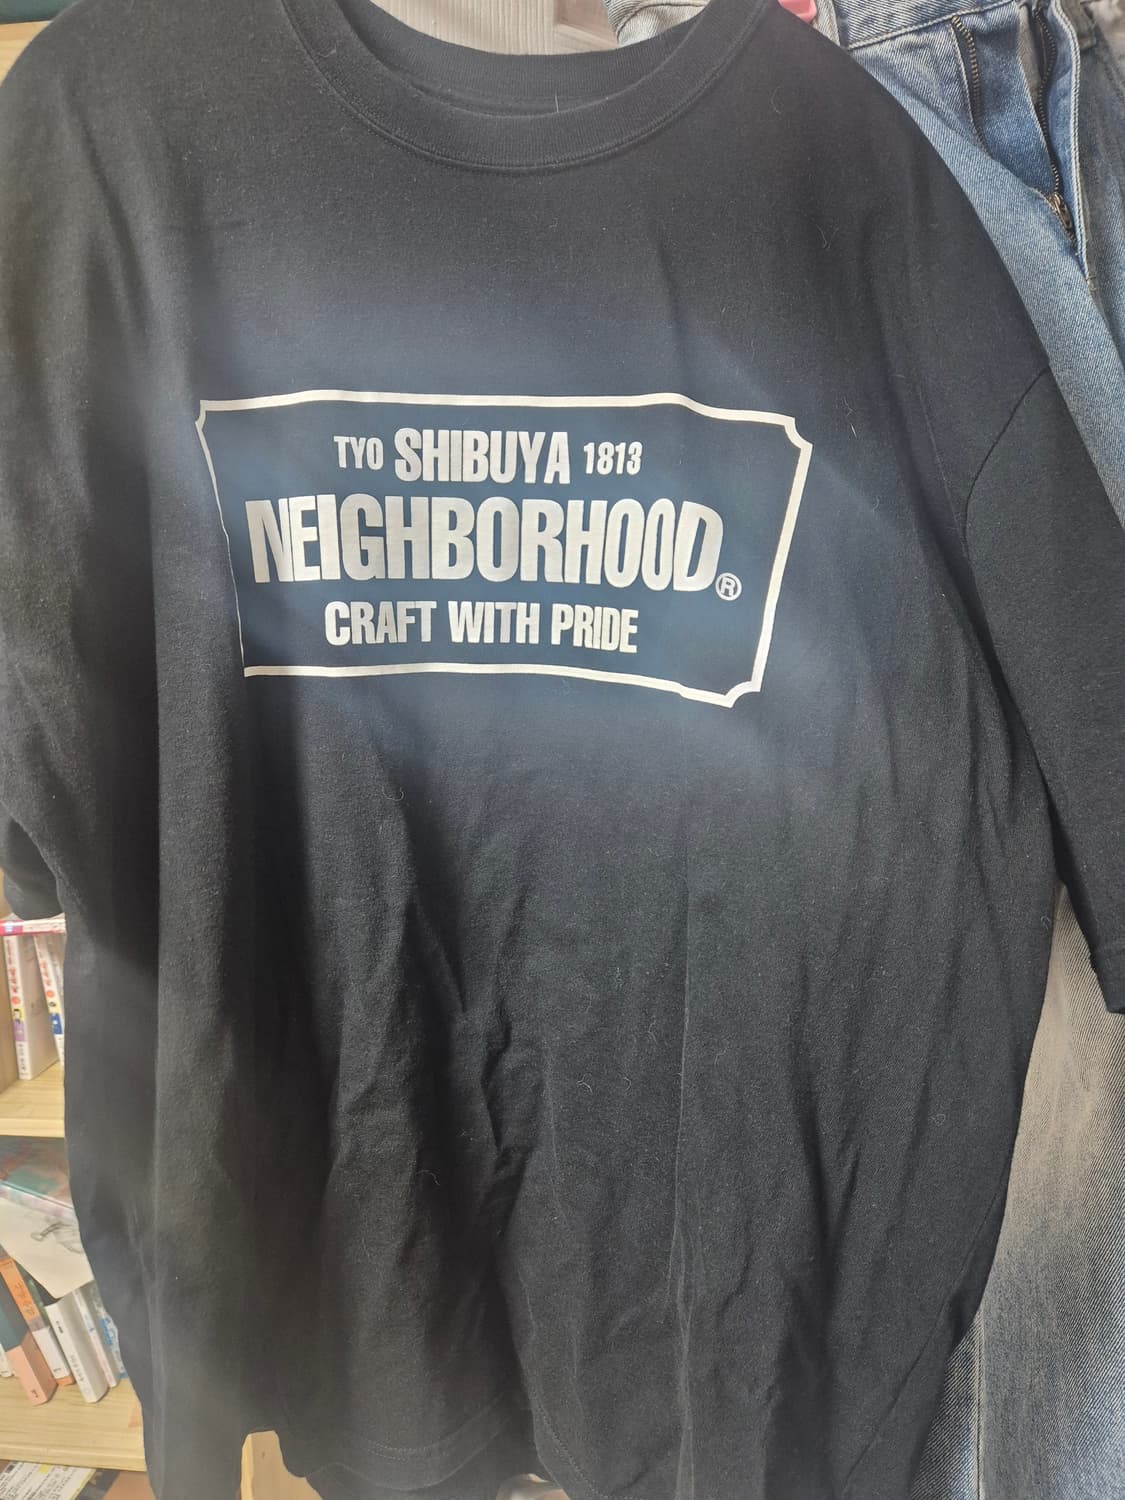 TYO SHIBUYA 1813
NEIGHBORHOOD®
CRAFT WITH PRIDE